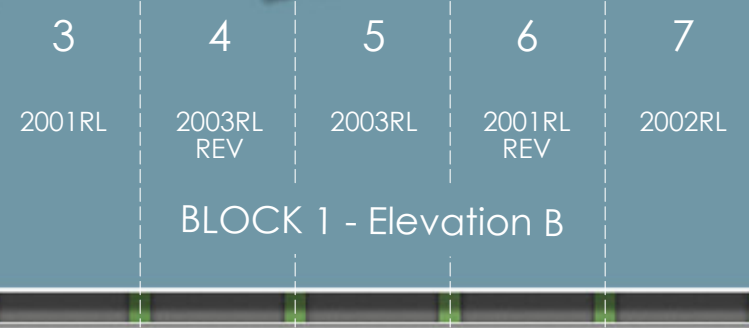 3 4 5 6 7
2001RL 2003RL 2003RL 2001RL 2002RL
REV REV
BLOCK 1 - Elevation B